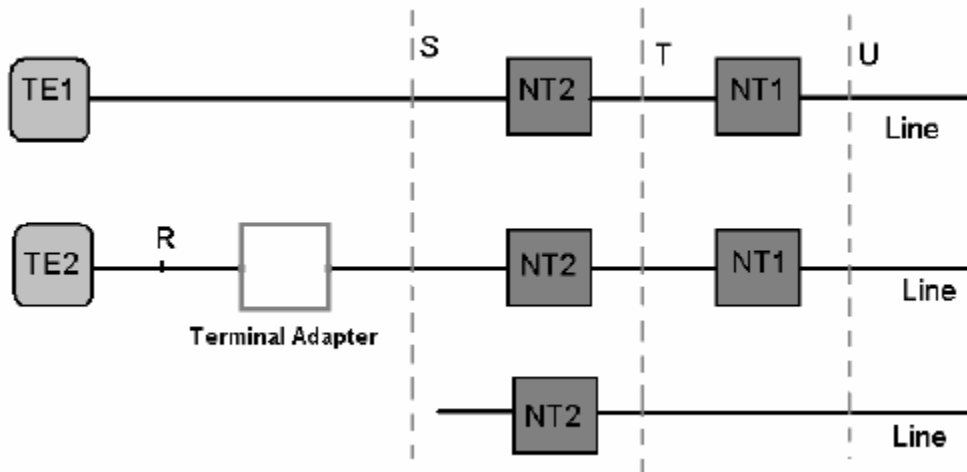 S
T
U
TE1
NT2
NT1
Line
R
TE2
NT2
NT1
Line
Terminal Adapter
NT2
Line